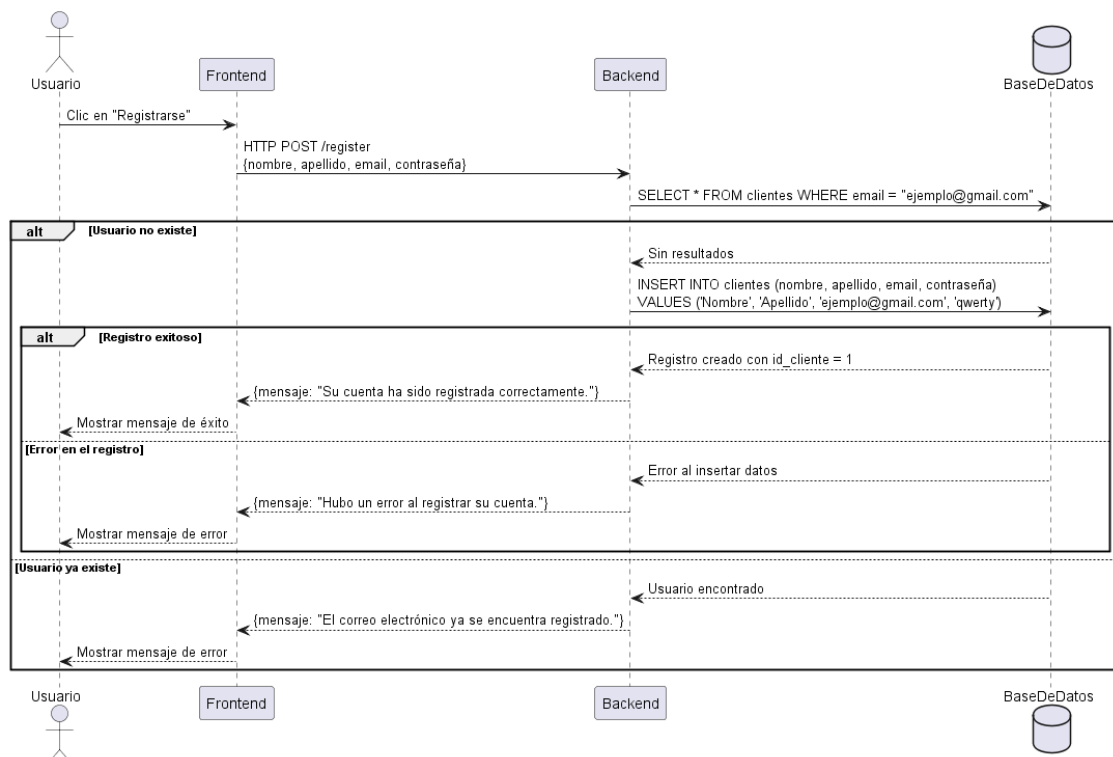 Usuario
Frontend
Backend
BaseDeDatos
Clic en "Registrarse"
HTTP POST /register
{nombre, apellido, email, contraseña}
SELECT * FROM clientes WHERE email = "ejemplo@gmail.com"
alt [Usuario no existe]
Sin resultados
INSERT INTO clientes (nombre, apellido, email, contraseña)
VALUES ('Nombre', 'Apellido', 'ejemplo@gmail.com', 'qwerty')
alt [Registro exitoso]
Registro creado con id_cliente = 1
{mensaje: "Su cuenta ha sido registrada correctamente."}
Mostrar mensaje de éxito
[Error en el registro]
Error al insertar datos
{mensaje: "Hubo un error al registrar su cuenta."}
Mostrar mensaje de error
[Usuario ya existe]
Usuario encontrado
{mensaje: "El correo electrónico ya se encuentra registrado."}
Mostrar mensaje de error
Usuario
Frontend
Backend
BaseDeDatos